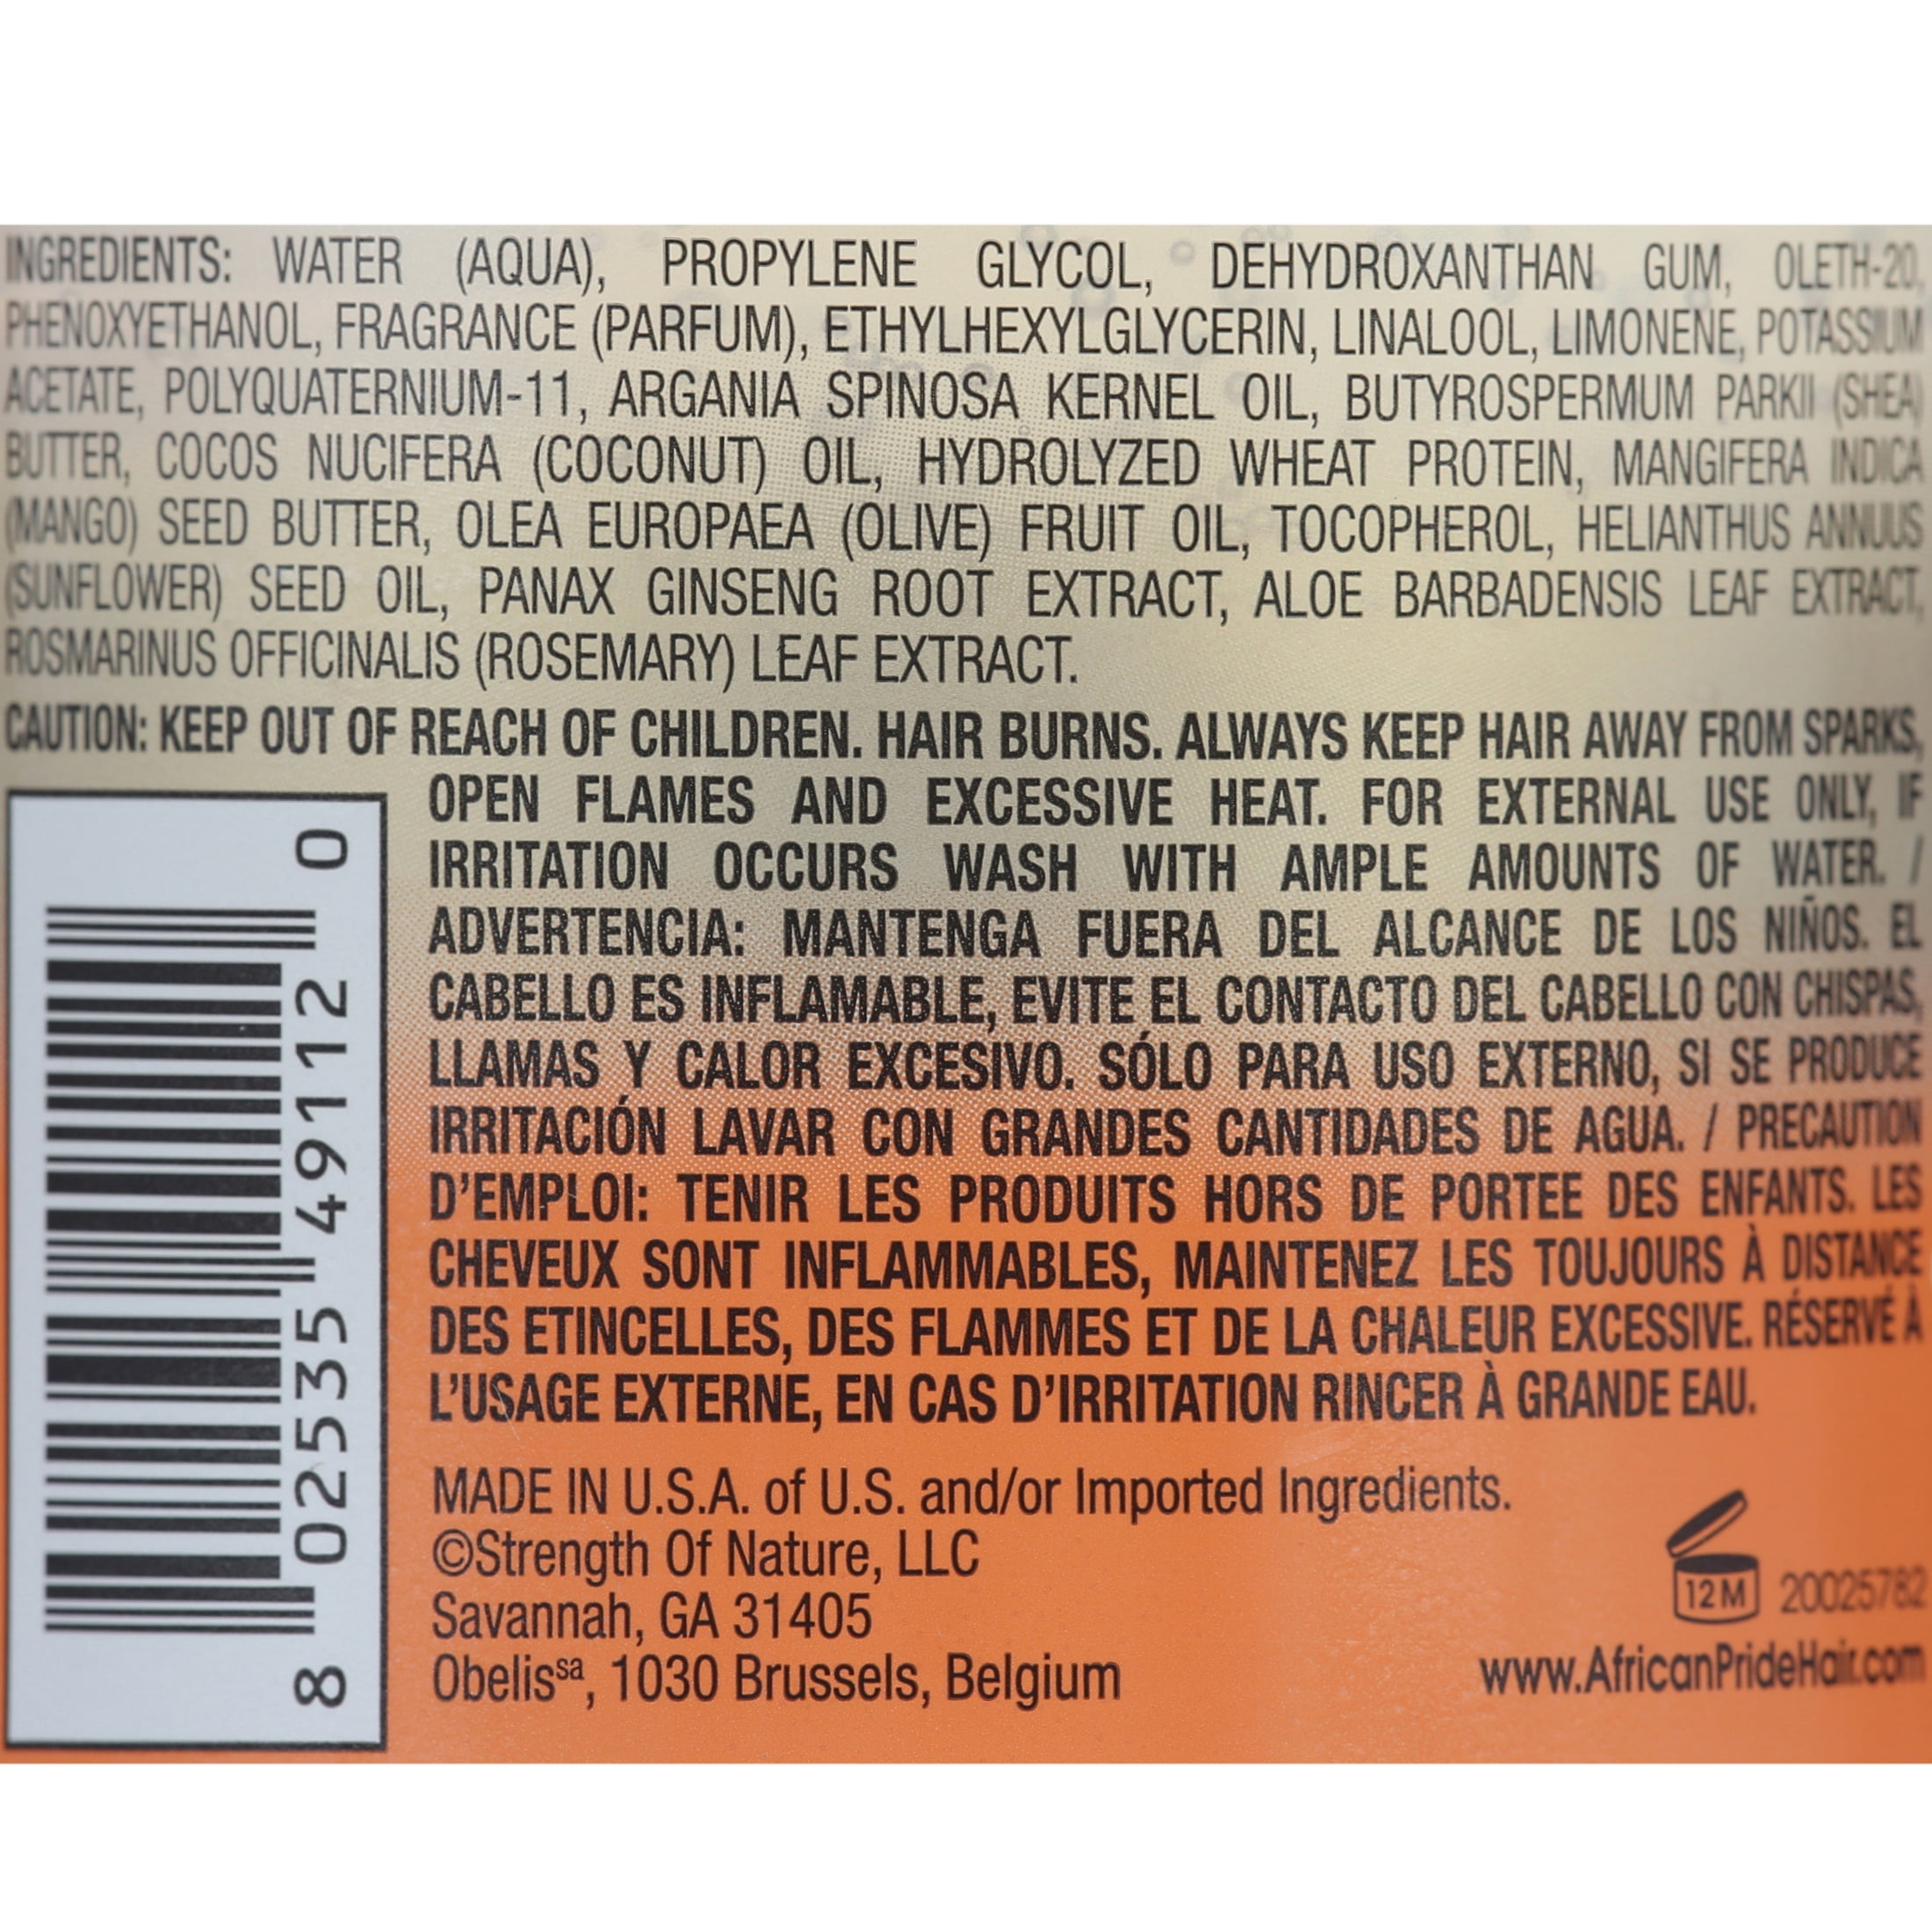 INGREDIENTS: WATER (AQUA), PROPYLENE GLYCOL, DEHYDROXANTHAN GUM, OLETH-20,
PHENOXYETHANOL, FRAGRANCE (PARFUM), ETHYLHEXYLGLYCERIN, LINALOOL, LIMONENE, POTASSIUM
ACETATE, POLYQUATERNIUM-11, ARGANIA SPINOSA KERNEL OIL, BUTYROSPERMUM PARKII (SHEA)
BUTTER, COCOS NUCIFERA (COCONUT) OIL, HYDROLYZED WHEAT PROTEIN, MANGIFERA INDICA
(MANGO) SEED BUTTER, OLEA EUROPAEA (OLIVE) FRUIT OIL, TOCOPHEROL, HELIANTHUS ANNUUS
(SUNFLOWER) SEED OIL, PANAX GINSENG ROOT EXTRACT, ALOE BARBADENSIS LEAF EXTRACT,
ROSMARINUS OFFICINALIS (ROSEMARY) LEAF EXTRACT.
CAUTION: KEEP OUT OF REACH OF CHILDREN. HAIR BURNS. ALWAYS KEEP HAIR AWAY FROM SPARKS,
OPEN FLAMES AND EXCESSIVE HEAT. FOR EXTERNAL USE ONLY, IF
IRRITATION OCCURS WASH WITH AMPLE AMOUNTS OF WATER. /
ADVERTENCIA: MANTENGA FUERA DEL ALCANCE DE LOS NIÑOS. EL
CABELLO ES INFLAMABLE, EVITE EL CONTACTO DEL CABELLO CON CHISPAS,
LLAMAS Y CALOR EXCESIVO. SÓLO PARA USO EXTERNO, SI SE PRODUCE
IRRITACIÓN LAVAR CON GRANDES CANTIDADES DE AGUA. / PRECAUTION
D'EMPLOI: TENIR LES PRODUITS HORS DE PORTEE DES ENFANTS. LES
CHEVEUX SONT INFLAMMABLES, MAINTENEZ LES TOUJOURS À DISTANCE
DES ETINCELLES, DES FLAMMES ET DE LA CHALEUR EXCESSIVE. RÉSERVÉ À
L'USAGE EXTERNE, EN CAS D'IRRITATION RINCER À GRANDE EAU.
8 02535 49112 0
MADE IN U.S.A. of U.S. and/or Imported Ingredients.
©Strength Of Nature, LLC
Savannah, GA 31405
Obelissa, 1030 Brussels, Belgium
12M 20025782
www.AfricanPrideHair.com